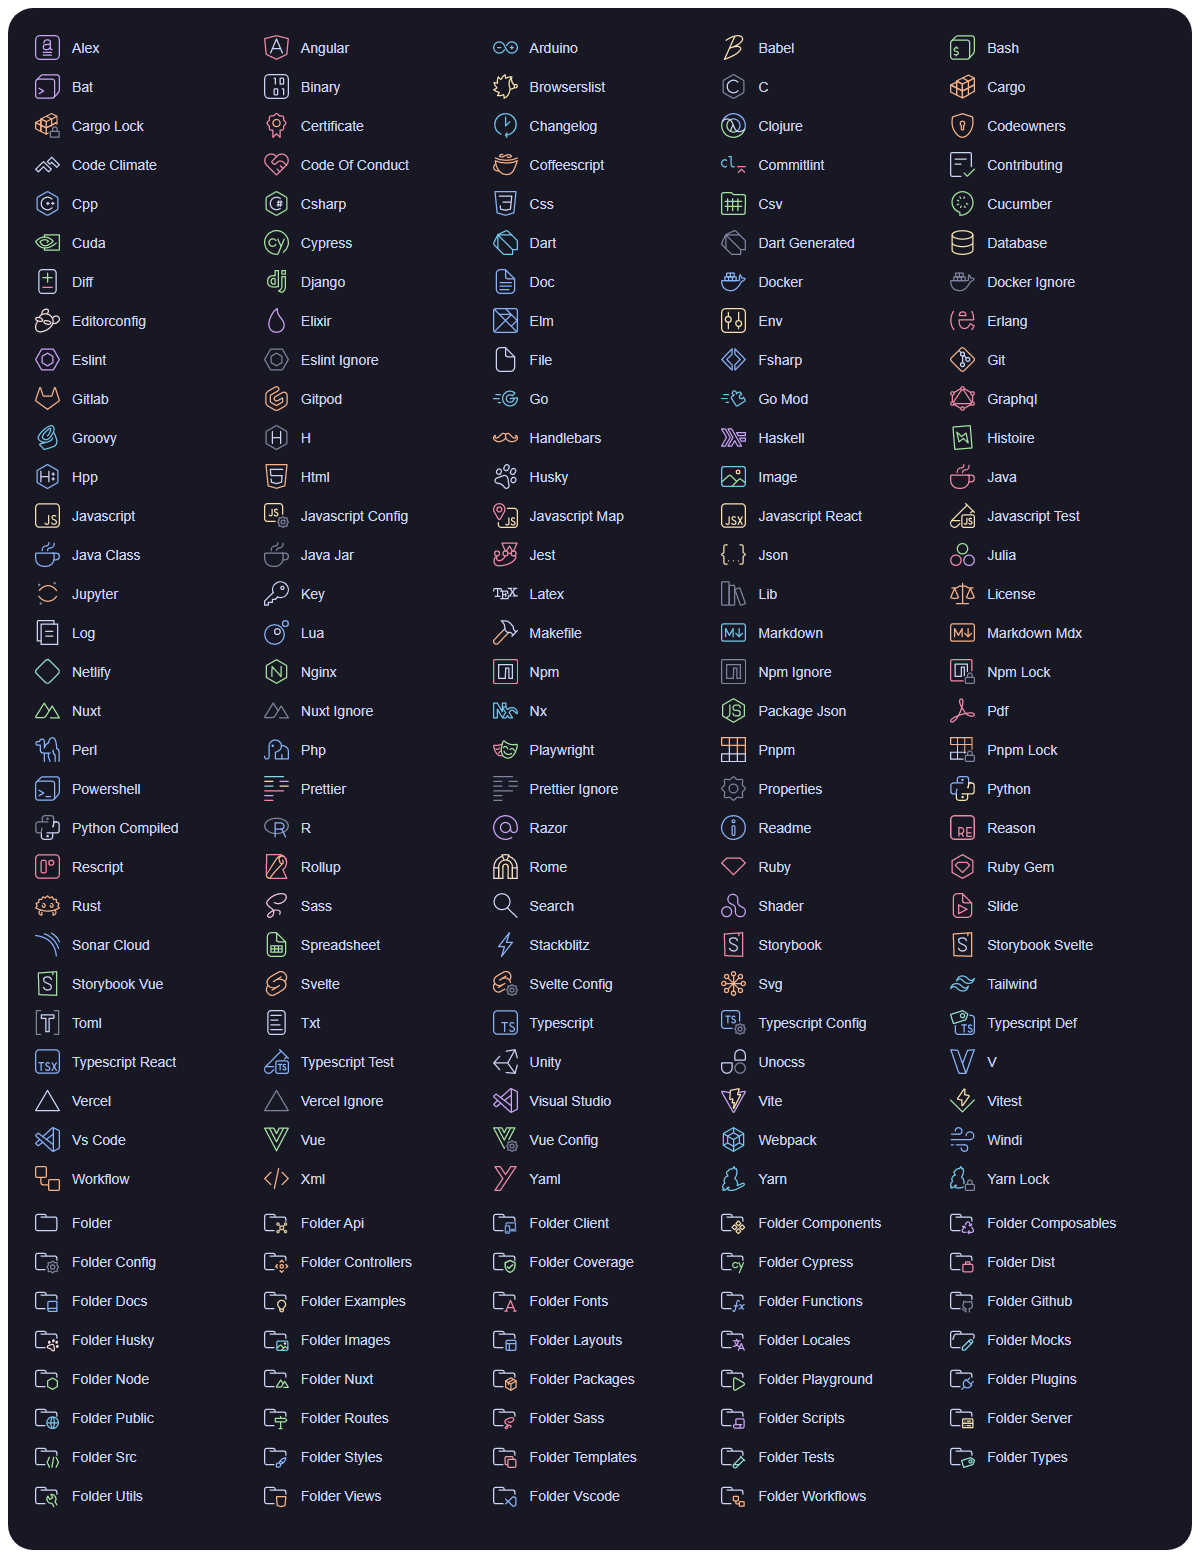 Alex Angular Arduino Babel Bash
Bat Binary Browserslist C Cargo
Cargo Lock Certificate Changelog Clojure Codeowners
Code Climate Code Of Conduct Coffeescript Commitlint Contributing
Cpp Csharp Css Csv Cucumber
Cuda Cypress Dart Dart Generated Database
Diff Django Doc Docker Docker Ignore
Editorconfig Elixir Elm Env Erlang
Eslint Eslint Ignore File Fsharp Git
Gitlab Gitpod Go Go Mod Graphql
Groovy H Handlebars Haskell Histoire
Hpp Html Husky Image Java
Javascript Javascript Config Javascript Map Javascript React Javascript Test
Java Class Java Jar Jest Json Julia
Jupyter Key Latex Lib License
Log Lua Makefile Markdown Markdown Mdx
Netlify Nginx Npm Npm Ignore Npm Lock
Nuxt Nuxt Ignore Nx Package Json Pdf
Perl Php Playwright Pnpm Pnpm Lock
Powershell Prettier Prettier Ignore Properties Python
Python Compiled R Razor Readme Reason
Rescript Rollup Rome Ruby Ruby Gem
Rust Sass Search Shader Slide
Sonar Cloud Spreadsheet Stackblitz Storybook Storybook Svelte
Storybook Vue Svelte Svelte Config Svg Tailwind
Toml Txt Typescript Typescript Config Typescript Def
Typescript React Typescript Test Unity Unocss V
Vercel Vercel Ignore Visual Studio Vite Vitest
Vs Code Vue Vue Config Webpack Windi
Workflow Xml Yaml Yarn Yarn Lock
Folder Folder Api Folder Client Folder Components Folder Composables
Folder Config Folder Controllers Folder Coverage Folder Cypress Folder Dist
Folder Docs Folder Examples Folder Fonts Folder Functions Folder Github
Folder Husky Folder Images Folder Layouts Folder Locales Folder Mocks
Folder Node Folder Nuxt Folder Packages Folder Playground Folder Plugins
Folder Public Folder Routes Folder Sass Folder Scripts Folder Server
Folder Src Folder Styles Folder Templates Folder Tests Folder Types
Folder Utils Folder Views Folder Vscode Folder Workflows